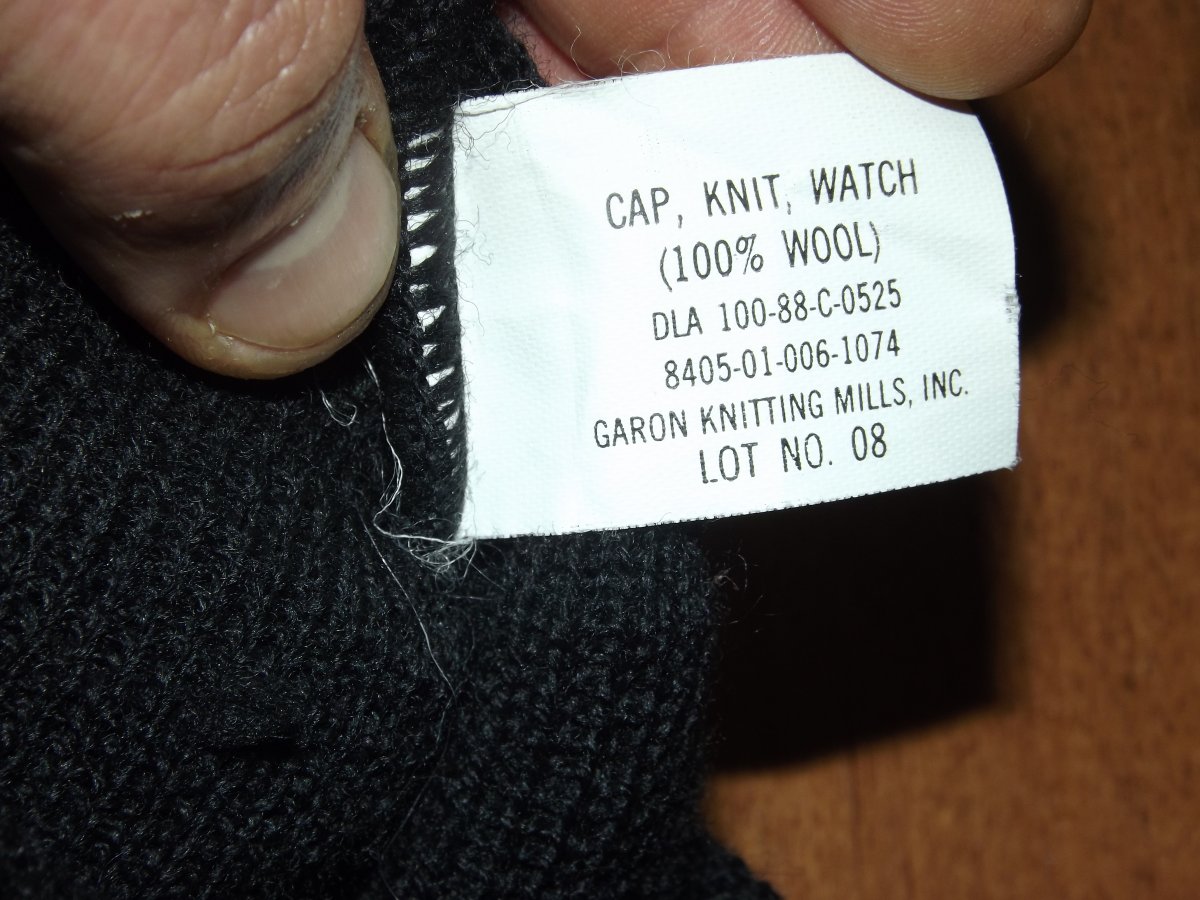 CAP, KNIT, WATCH
(100% WOOL)
DLA 100-88-C-0525
8405-01-006-1074
GARON KNITTING MILLS, INC.
LOT NO. 08